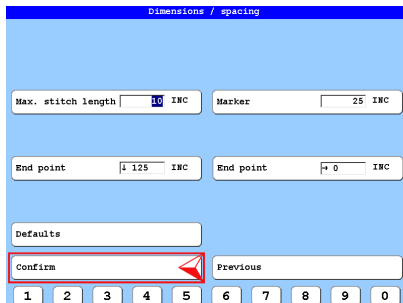 Dimensions / spacing
Max. stitch length 10 INC Marker 25 INC
End point ↓ 125 INC End point → 0 INC
Defaults
Confirm Previous
1 2 3 4 5 6 7 8 9 0